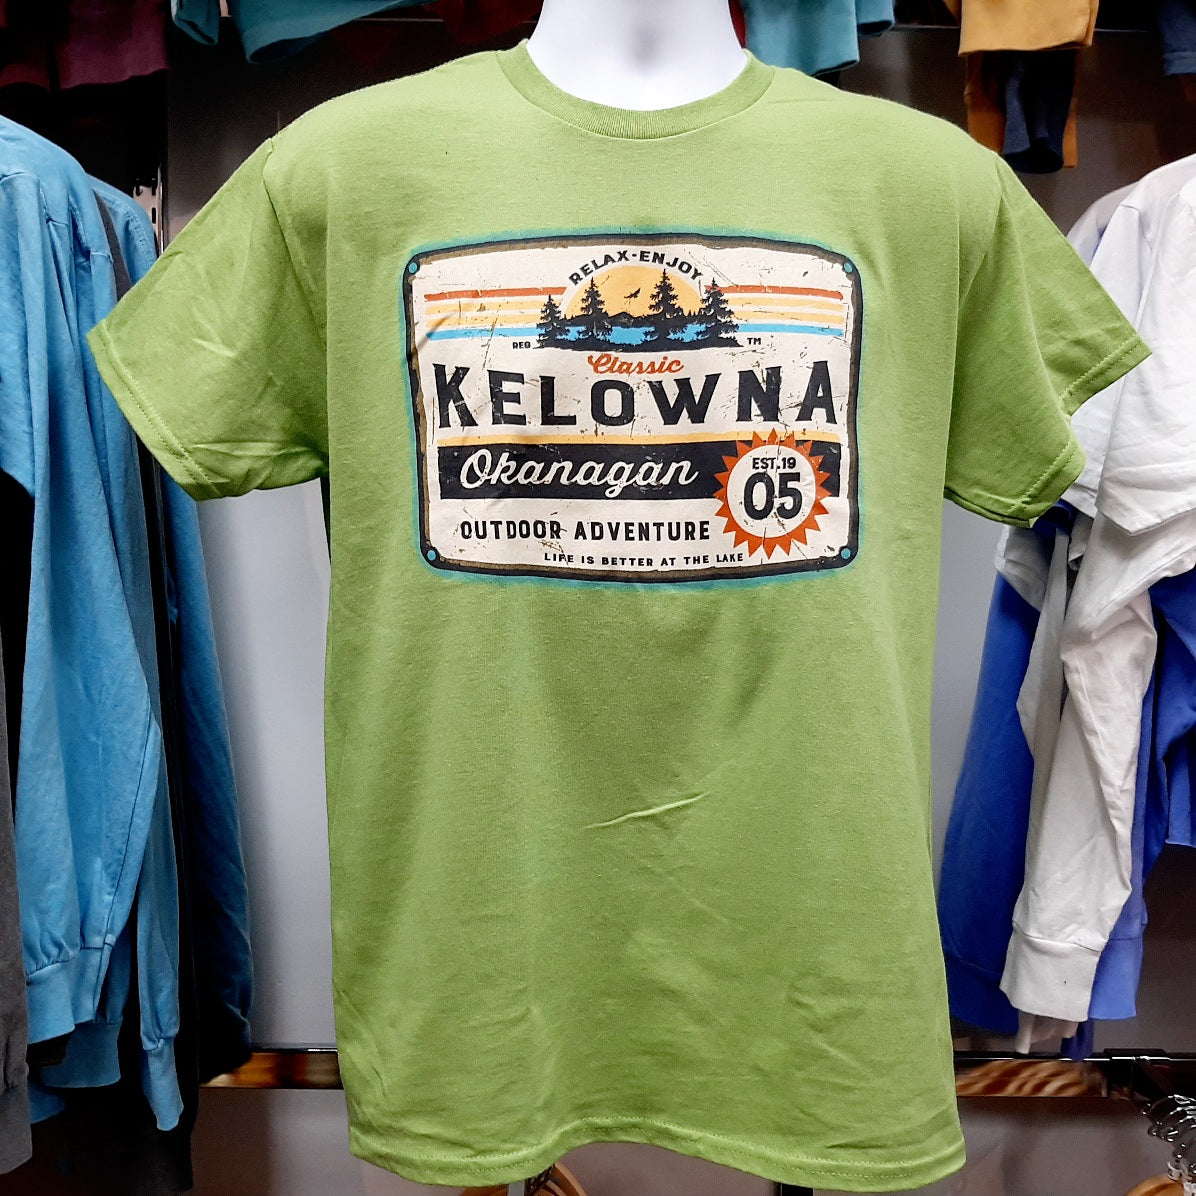 RELAX-ENJOY
REG TM
Classic
KELOWNA
Okanagan
EST.19
05
OUTDOOR ADVENTURE
LIFE IS BETTER AT THE LAKE